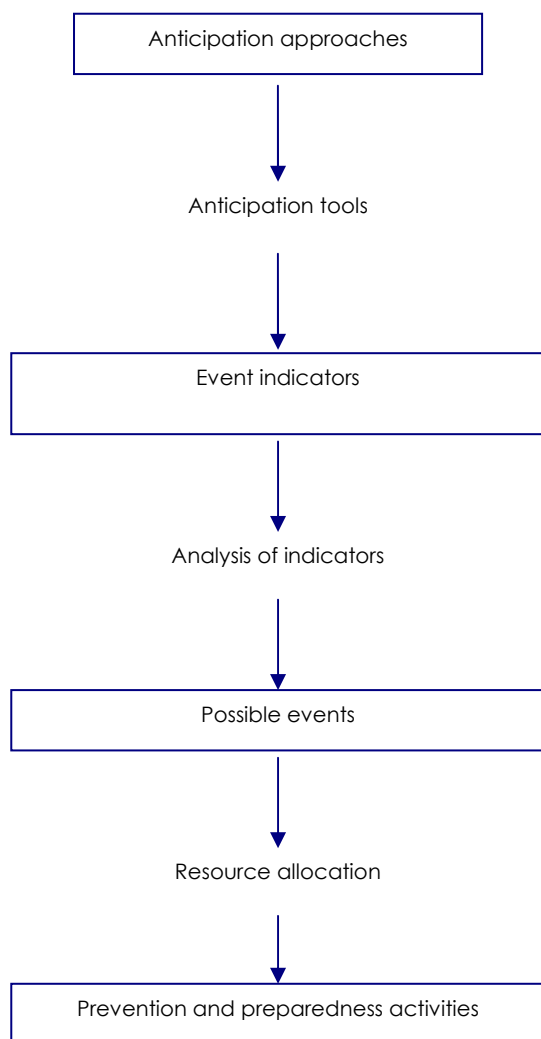 Anticipation approaches
Anticipation tools
Event indicators
Analysis of indicators
Possible events
Resource allocation
Prevention and preparedness activities